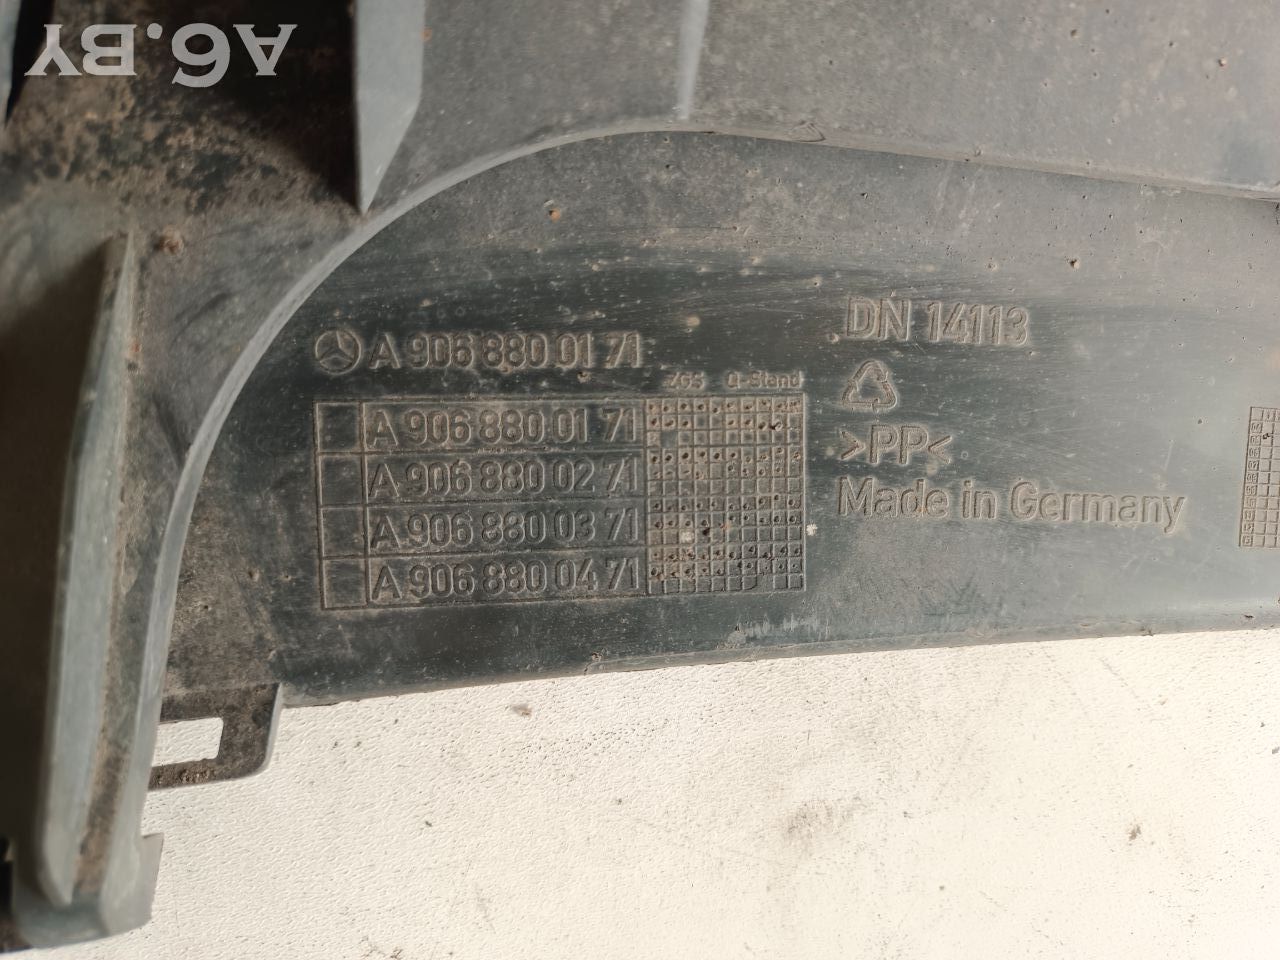 A6.BY
A 906 880 01 71
ZGS Q-Stand
A 906 880 01 71
A 906 880 02 71
A 906 880 03 71
A 906 880 04 71
DN 14113
>PP<
Made in Germany